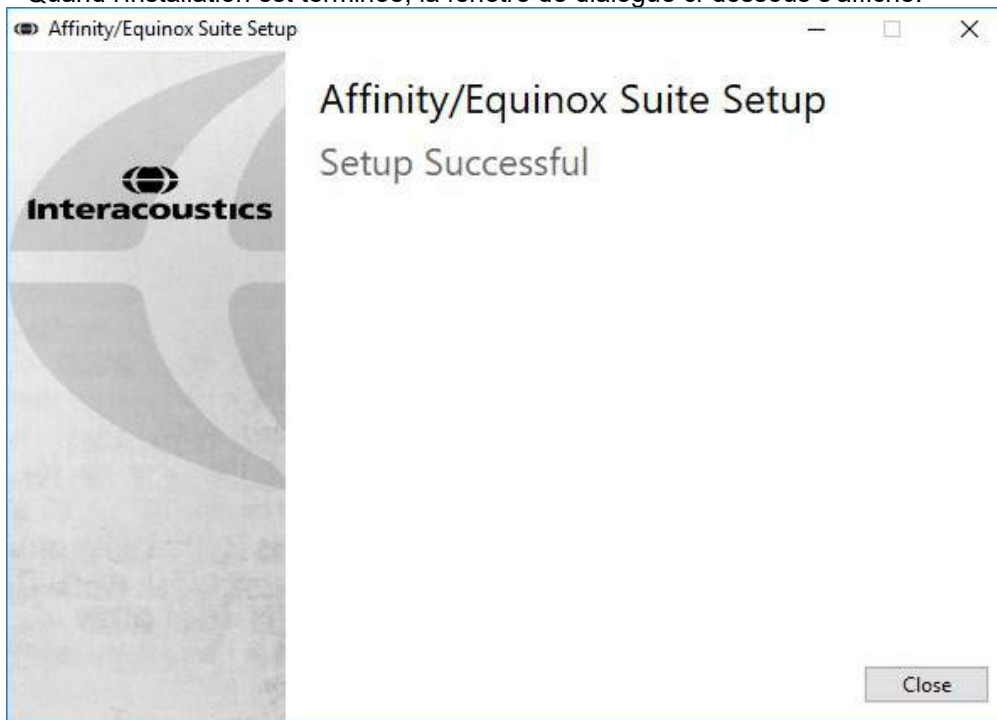 Quand l'installation est terminée, la fenêtre de dialogue ci-dessous s'affiche.
Affinity/Equinox Suite Setup
Affinity/Equinox Suite Setup
Setup Successful
Interacoustics
Close